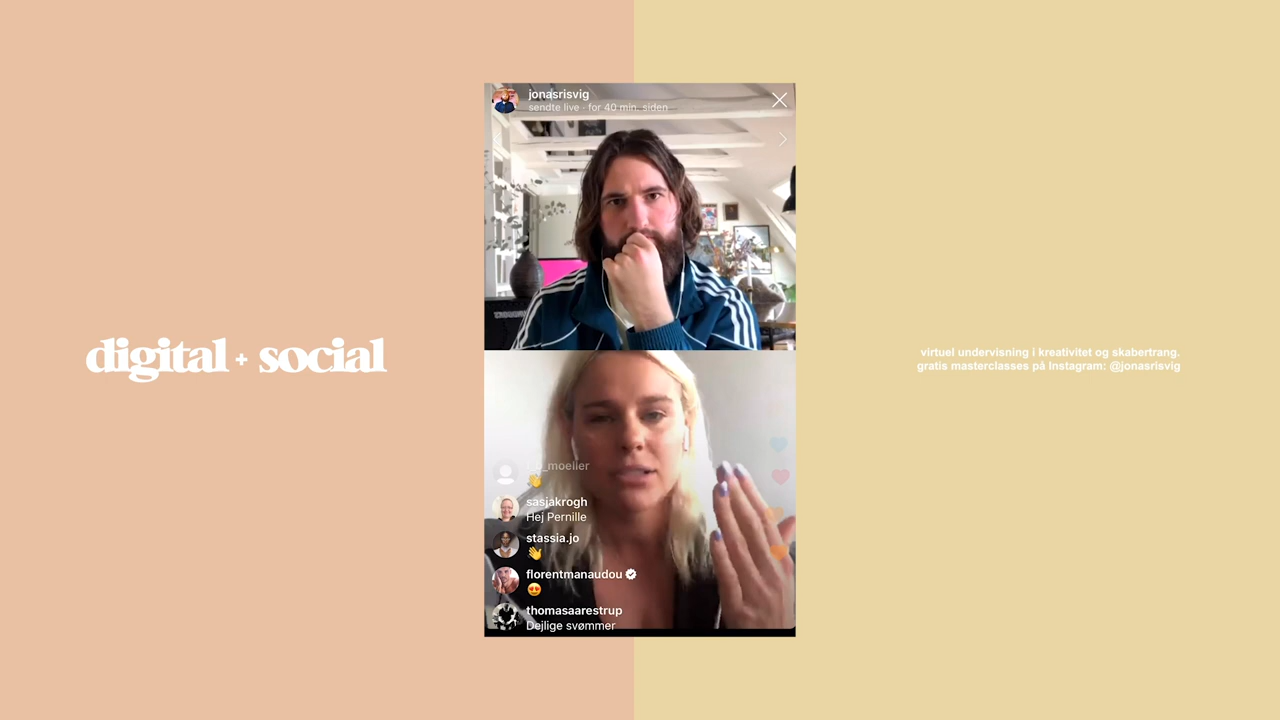 digital + social
jonasrisvig
sendte live - for 40 min. siden
_moeller
👋
sasjakrogh
Hej Pernille
stassia.jo
👋
florentmanaudou
😍
thomasaarestrup
Dejlige svømmer
virtuel undervisning i kreativitet og skabertrang.
gratis masterclasses på Instagram: @jonasrisvig